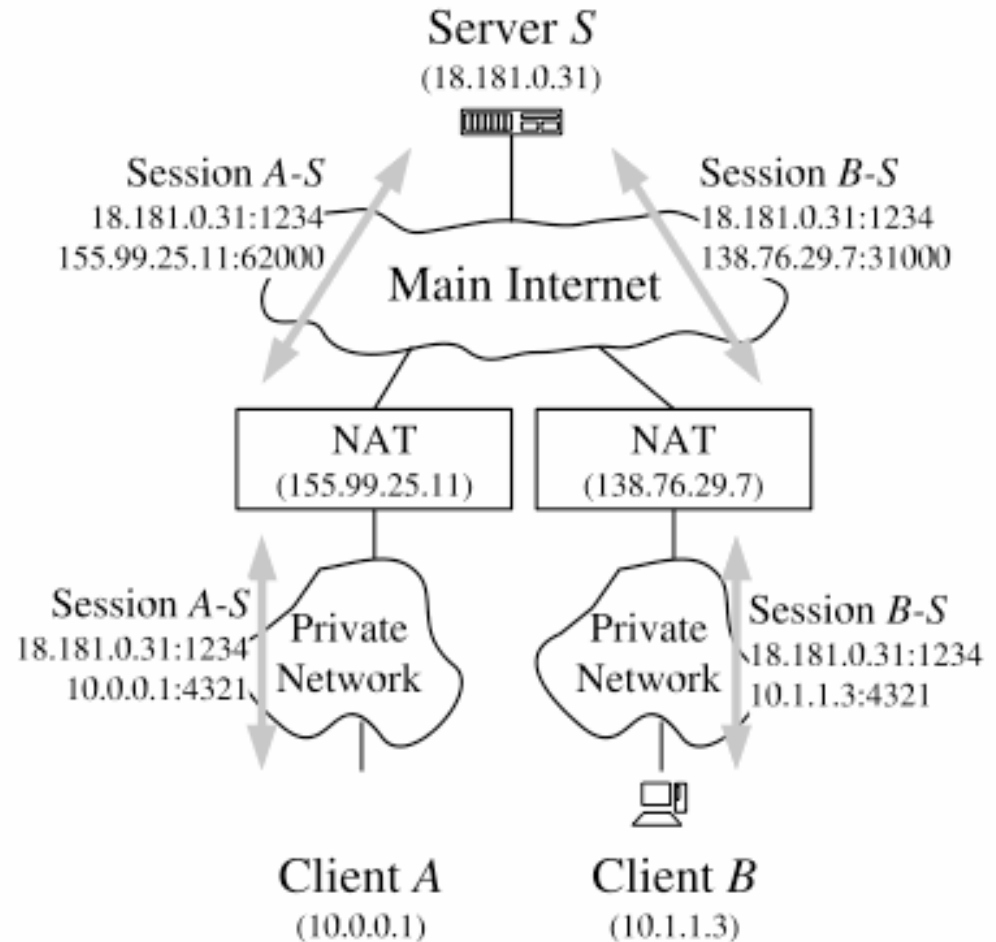 Server S
(18.181.0.31)
Session A-S
18.181.0.31:1234
155.99.25.11:62000
Session B-S
18.181.0.31:1234
138.76.29.7:31000
Main Internet
NAT
(155.99.25.11)
NAT
(138.76.29.7)
Session A-S
18.181.0.31:1234
10.0.0.1:4321
Private
Network
Private
Network
Session B-S
18.181.0.31:1234
10.1.1.3:4321
Client A
(10.0.0.1)
Client B
(10.1.1.3)